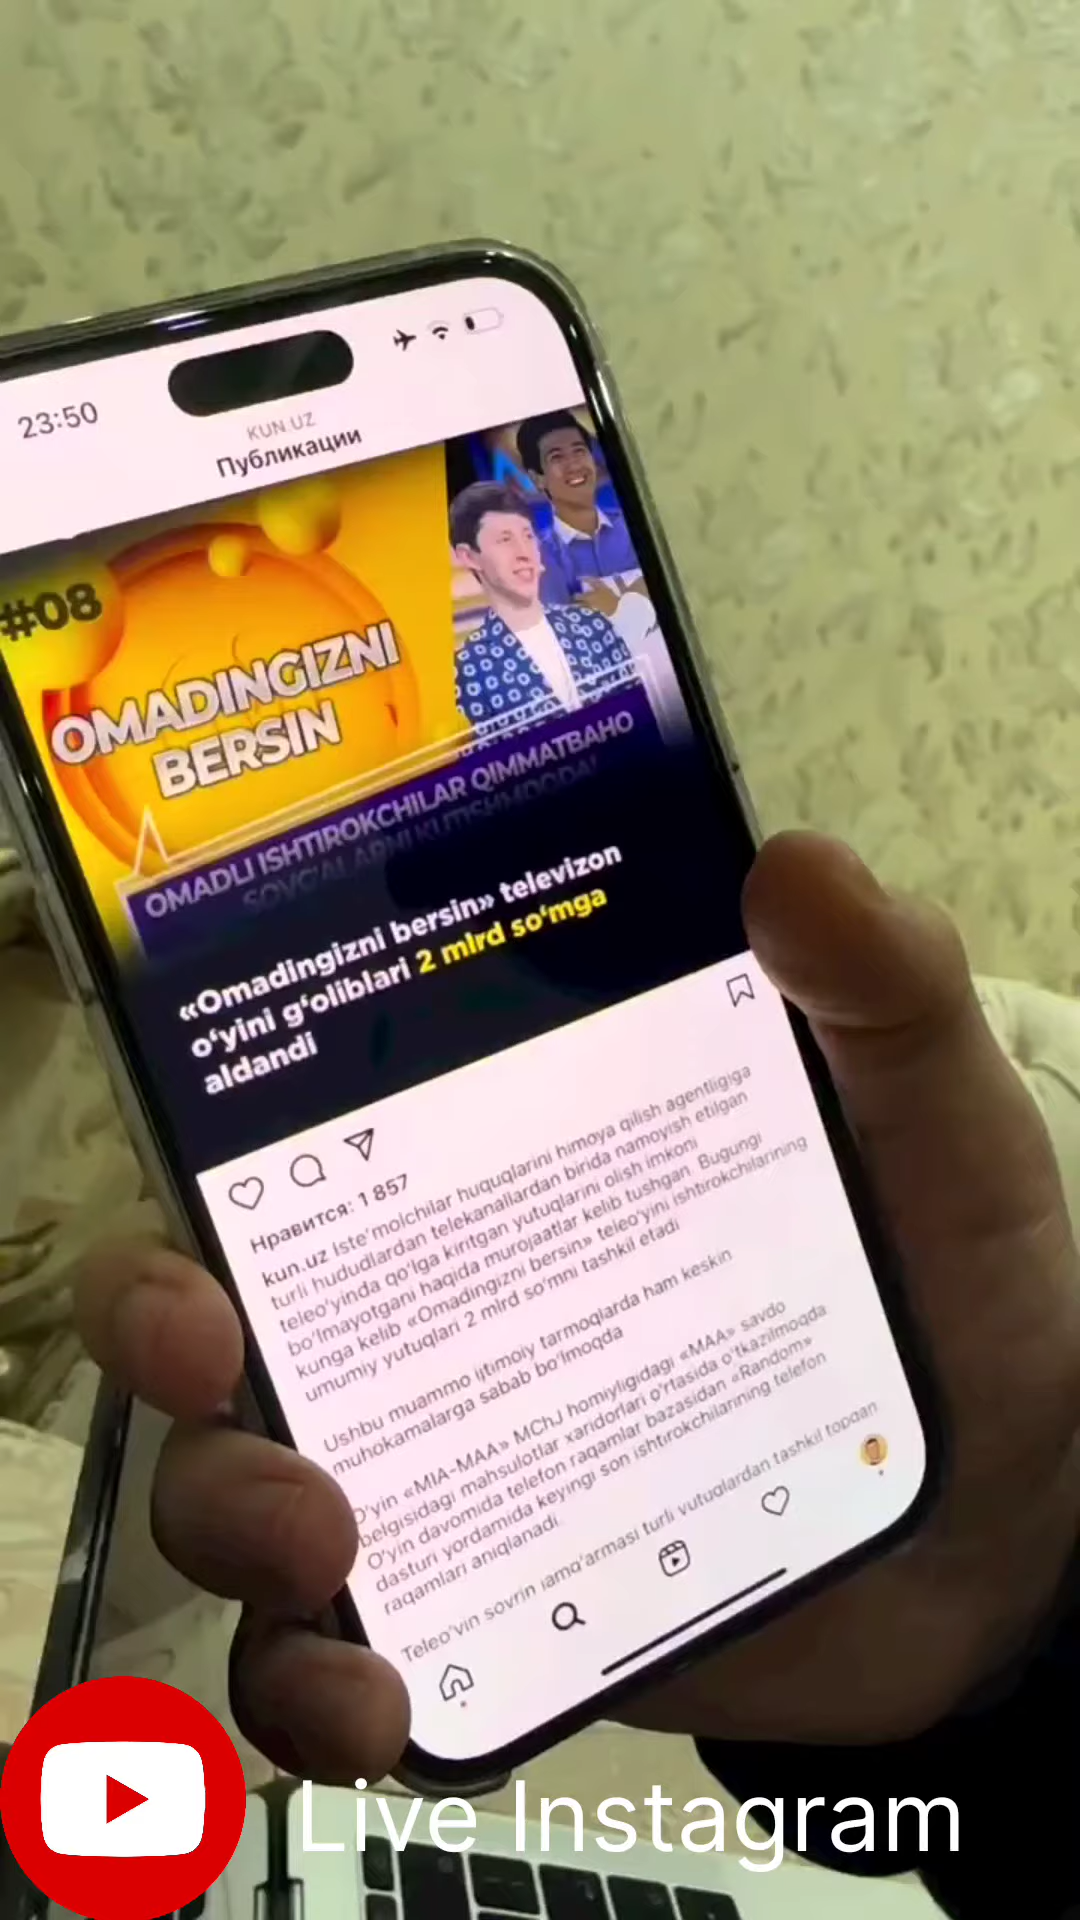 23:50
KUN.UZ
Публикации
#08
OMADINGIZNI
BERSIN
OMADLI ISHTIROKCHILAR QIMMATBAHO
SOVG'ALARNI KUTISHMOQDA!
«Omadingizni bersin» televizon
o‘yini g‘oliblari 2 mlrd so‘mga
aldandi
Нравится: 1 857
kun.uz Iste’molchilar huquqlarini himoya qilish agentligiga
turli hududlardan telekanallardan birida namoyish etilgan
teleo‘yinda qo‘lga kiritgan yutuqlarini olish imkoni
bo‘lmayotgani haqida murojaatlar kelib tushgan. Bugungi
kunga kelib «Omadingizni bersin» teleo‘yini ishtirokchilarining
umumiy yutuqlari 2 mlrd so‘mni tashkil etadi
Ushbu muammo ijtimoiy tarmoqlarda ham keskin
muhokamalarga sabab bo‘lmoqda
O‘yin «MIA-MAA» MChJ homiyligidagi «MAA» savdo
belgisidagi mahsulotlar xaridorlari o‘rtasida o‘tkazilmoqda
O‘yin davomida telefon raqamlar bazasidan «Random»
dasturi yordamida keyingi son ishtirokchilarining telefon
raqamlari aniqlanadi.
Teleo‘yin sovrin jamg‘armasi turli yutuqlardan tashkil topgan
Live Instagram